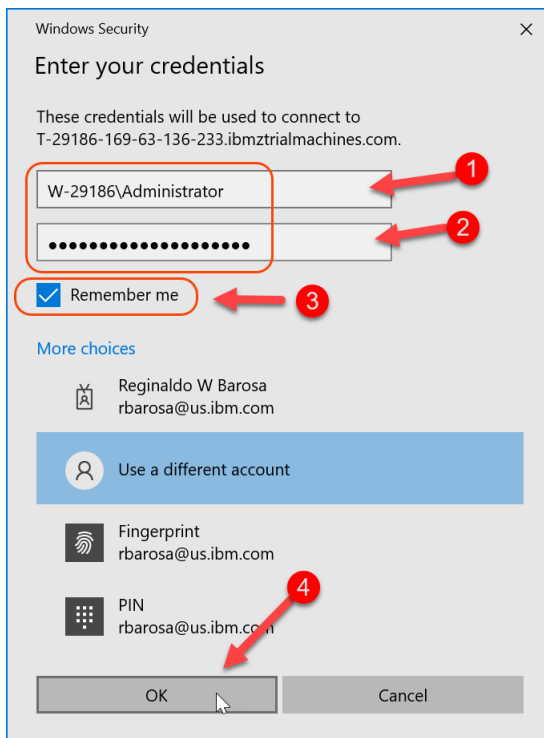 Windows Security
Enter your credentials
These credentials will be used to connect to
T-29186-169-63-136-233.ibmztrialmachines.com.
W-29186\Administrator
1
••••••••••••••••••••
2
Remember me
3
More choices
Reginaldo W Barosa
rbarosa@us.ibm.com
Use a different account
Fingerprint
rbarosa@us.ibm.com
PIN
rbarosa@us.ibm.com
4
OK
Cancel